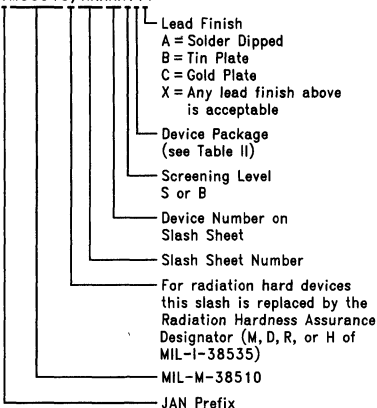 Lead Finish
A = Solder Dipped
B = Tin Plate
C = Gold Plate
X = Any lead finish above
is acceptable
Device Package
(see Table II)
Screening Level
S or B
Device Number on
Slash Sheet
Slash Sheet Number
For radiation hard devices
this slash is replaced by the
Radiation Hardness Assurance
Designator (M, D, R, or H of
MIL-I-38535)
MIL-M-38510
JAN Prefix